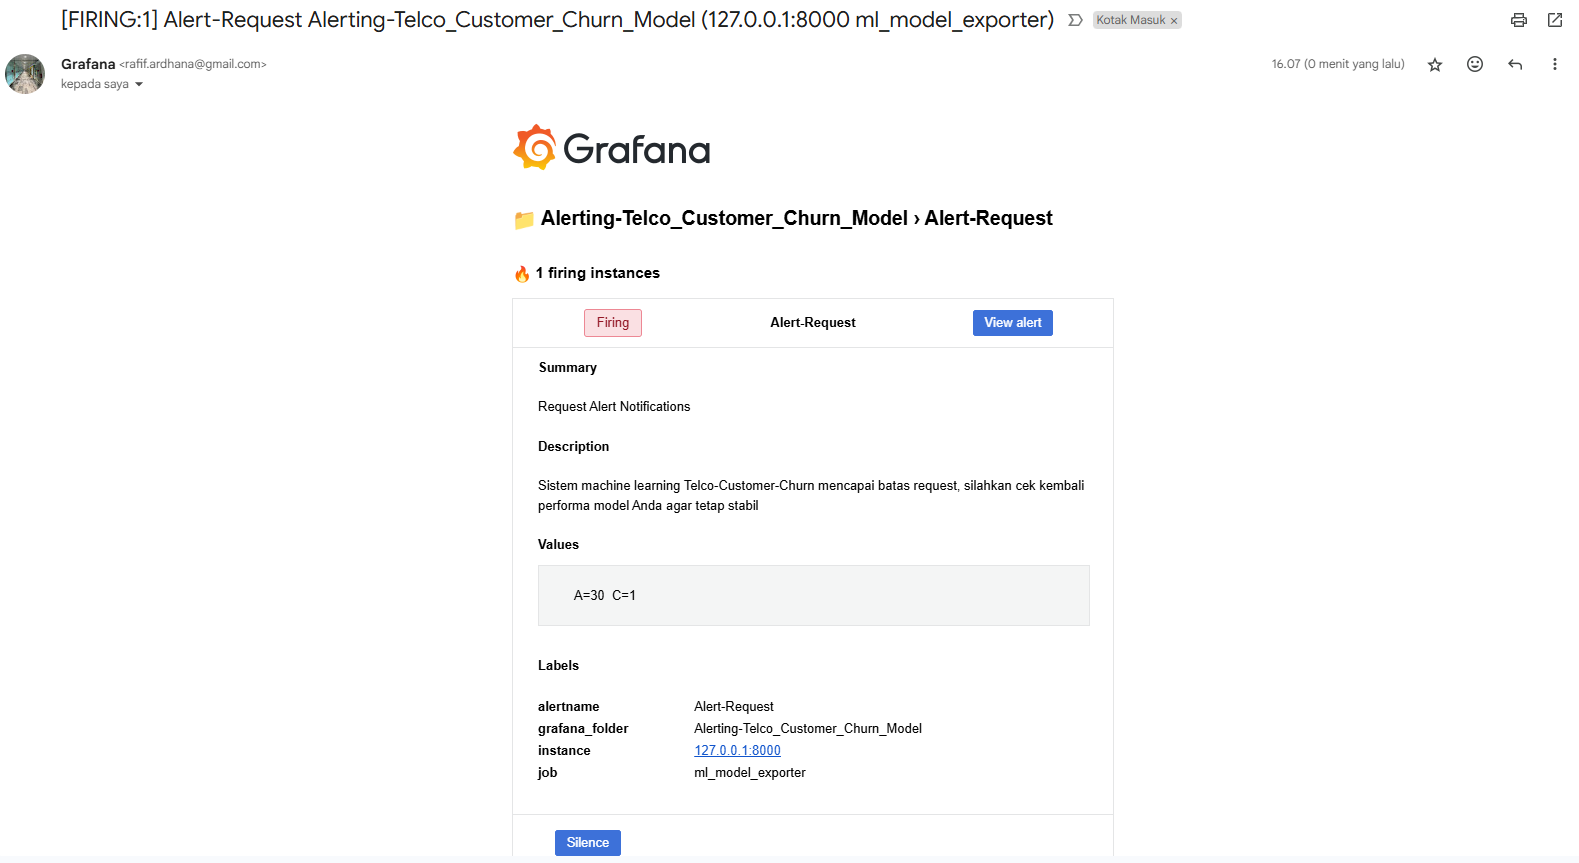 [FIRING:1] Alert-Request Alerting-Telco_Customer_Churn_Model (127.0.0.1:8000 ml_model_exporter) Kotak Masuk ×
Grafana <rafif.ardhana@gmail.com> 16.07 (0 menit yang lalu)
kepada saya
Grafana
Alerting-Telco_Customer_Churn_Model › Alert-Request
1 firing instances
Firing Alert-Request View alert
Summary
Request Alert Notifications
Description
Sistem machine learning Telco-Customer-Churn mencapai batas request, silahkan cek kembali
performa model Anda agar tetap stabil
Values
A=30 C=1
Labels
alertname Alert-Request
grafana_folder Alerting-Telco_Customer_Churn_Model
instance 127.0.0.1:8000
job ml_model_exporter
Silence